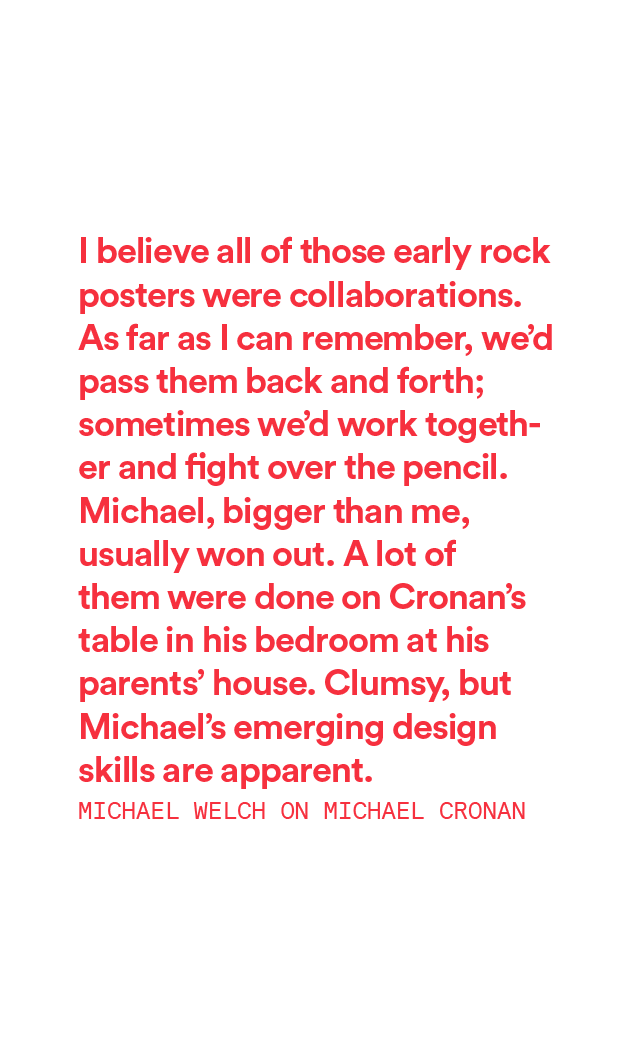 I believe all of those early rock
posters were collaborations.
As far as I can remember, we’d
pass them back and forth;
sometimes we’d work togeth-
er and fight over the pencil.
Michael, bigger than me,
usually won out. A lot of
them were done on Cronan’s
table in his bedroom at his
parents’ house. Clumsy, but
Michael’s emerging design
skills are apparent.
MICHAEL WELCH ON MICHAEL CRONAN